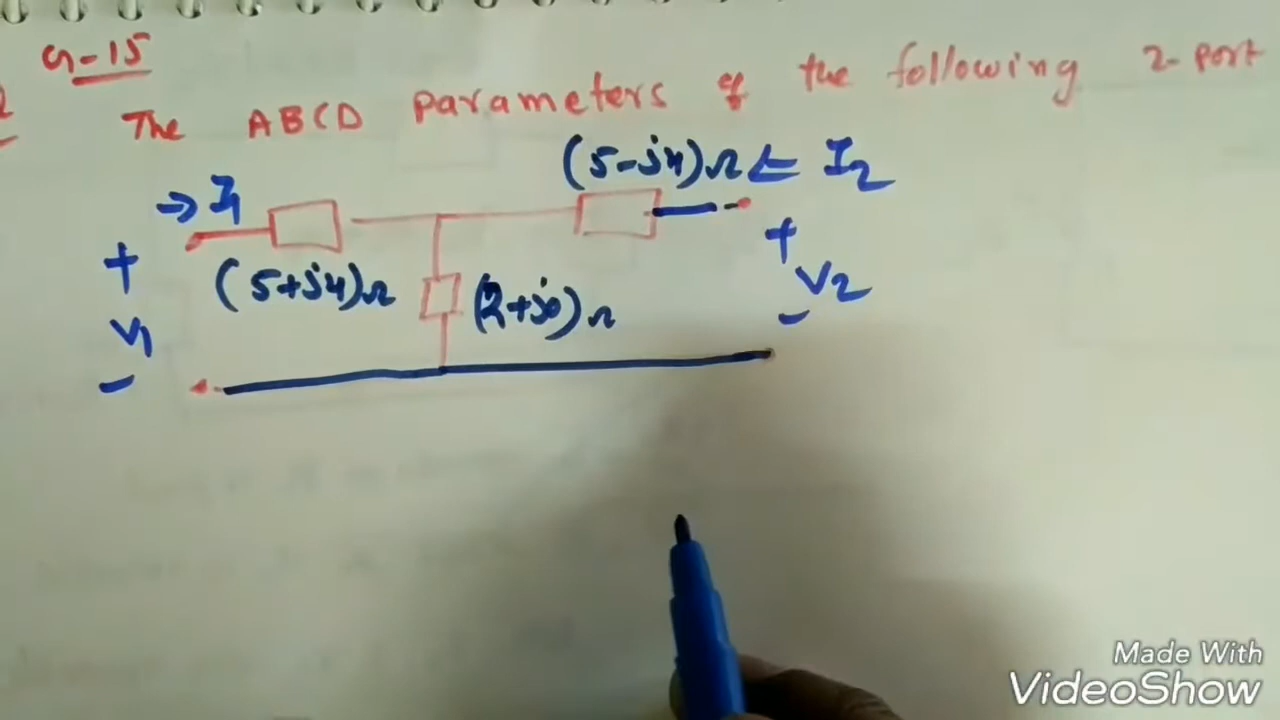 G-15
2
The ABCD parameters of the following 2-port
(5-j4)Ω ← I2
→ I1
+
(5+j4)Ω
(2+j0)Ω
+
V1
V2
-
-
Made With
VideoShow